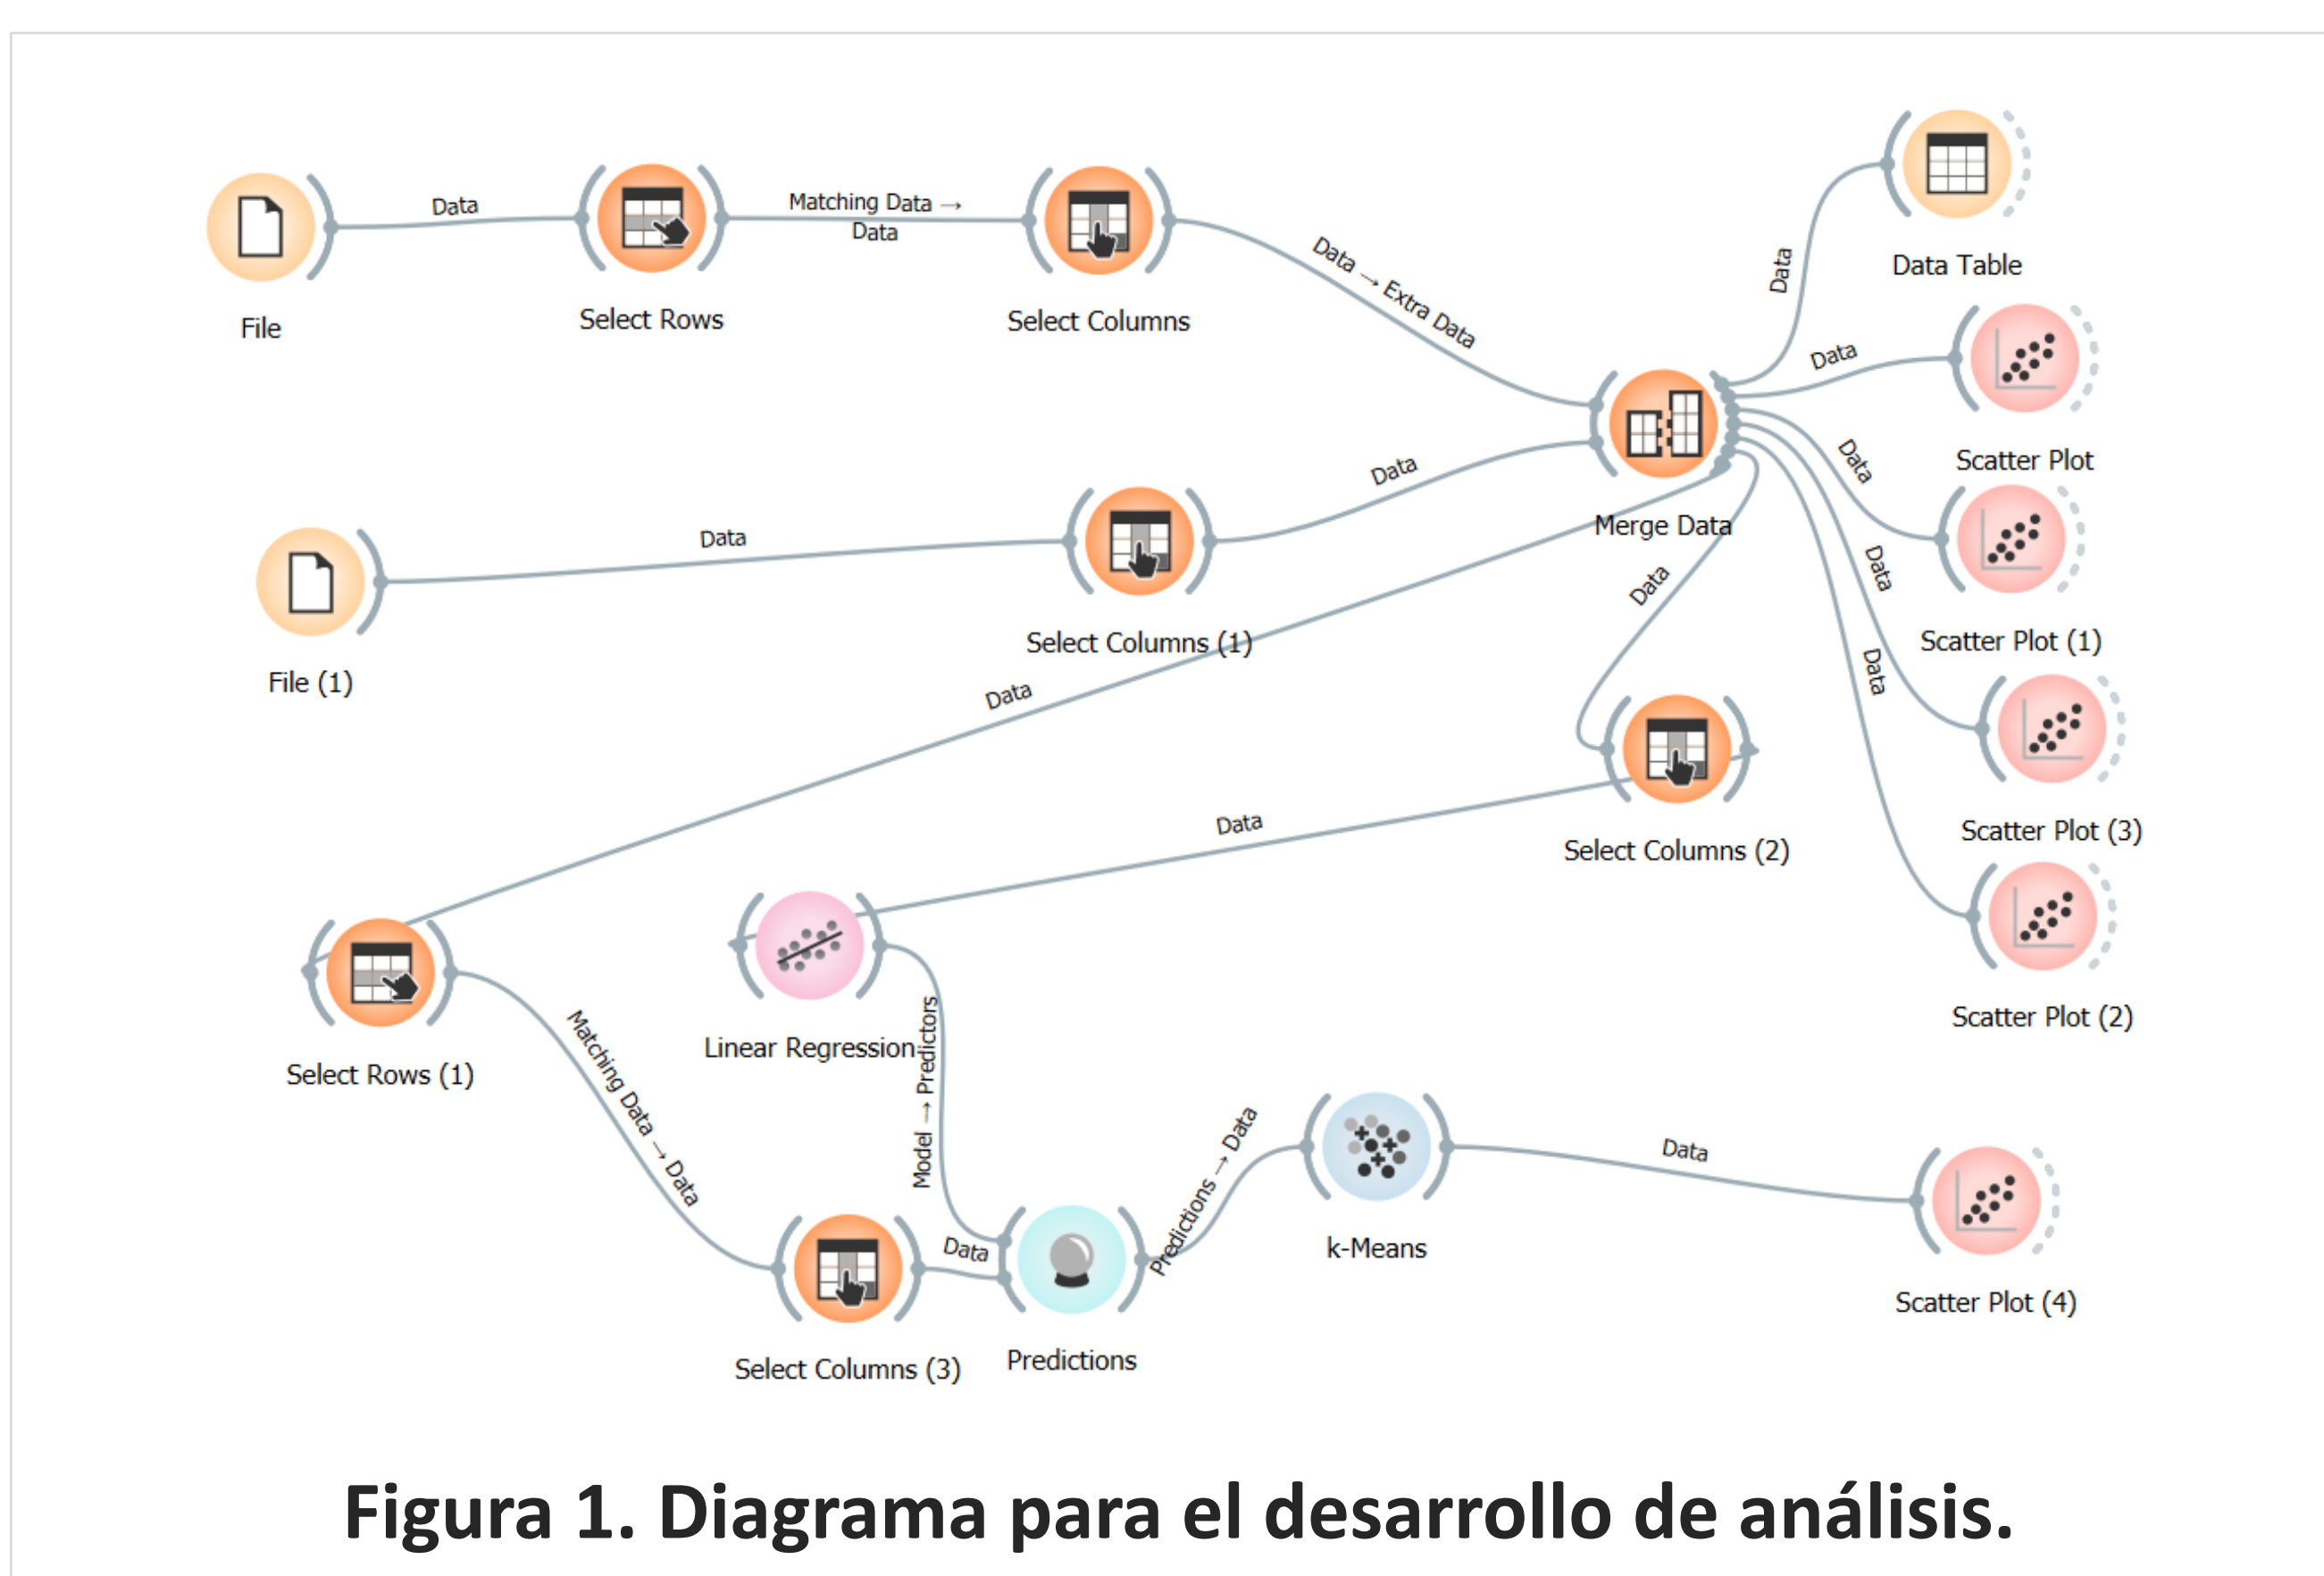 Data
Matching Data →
Data
File
Select Rows
Select Columns
Data → Extra Data
Data
Data Table
Data
Scatter Plot
Data
File (1)
Select Columns (1)
Data
Merge Data
Data
Scatter Plot (1)
Data
Scatter Plot (3)
Data
Scatter Plot (2)
Data
Data
Select Columns (2)
Data
Select Rows (1)
Linear Regression
Matching Data → Data
Model → Predictors
Select Columns (3)
Data
Predictions
Predictions → Data
k-Means
Data
Scatter Plot (4)
Figura 1. Diagrama para el desarrollo de análisis.